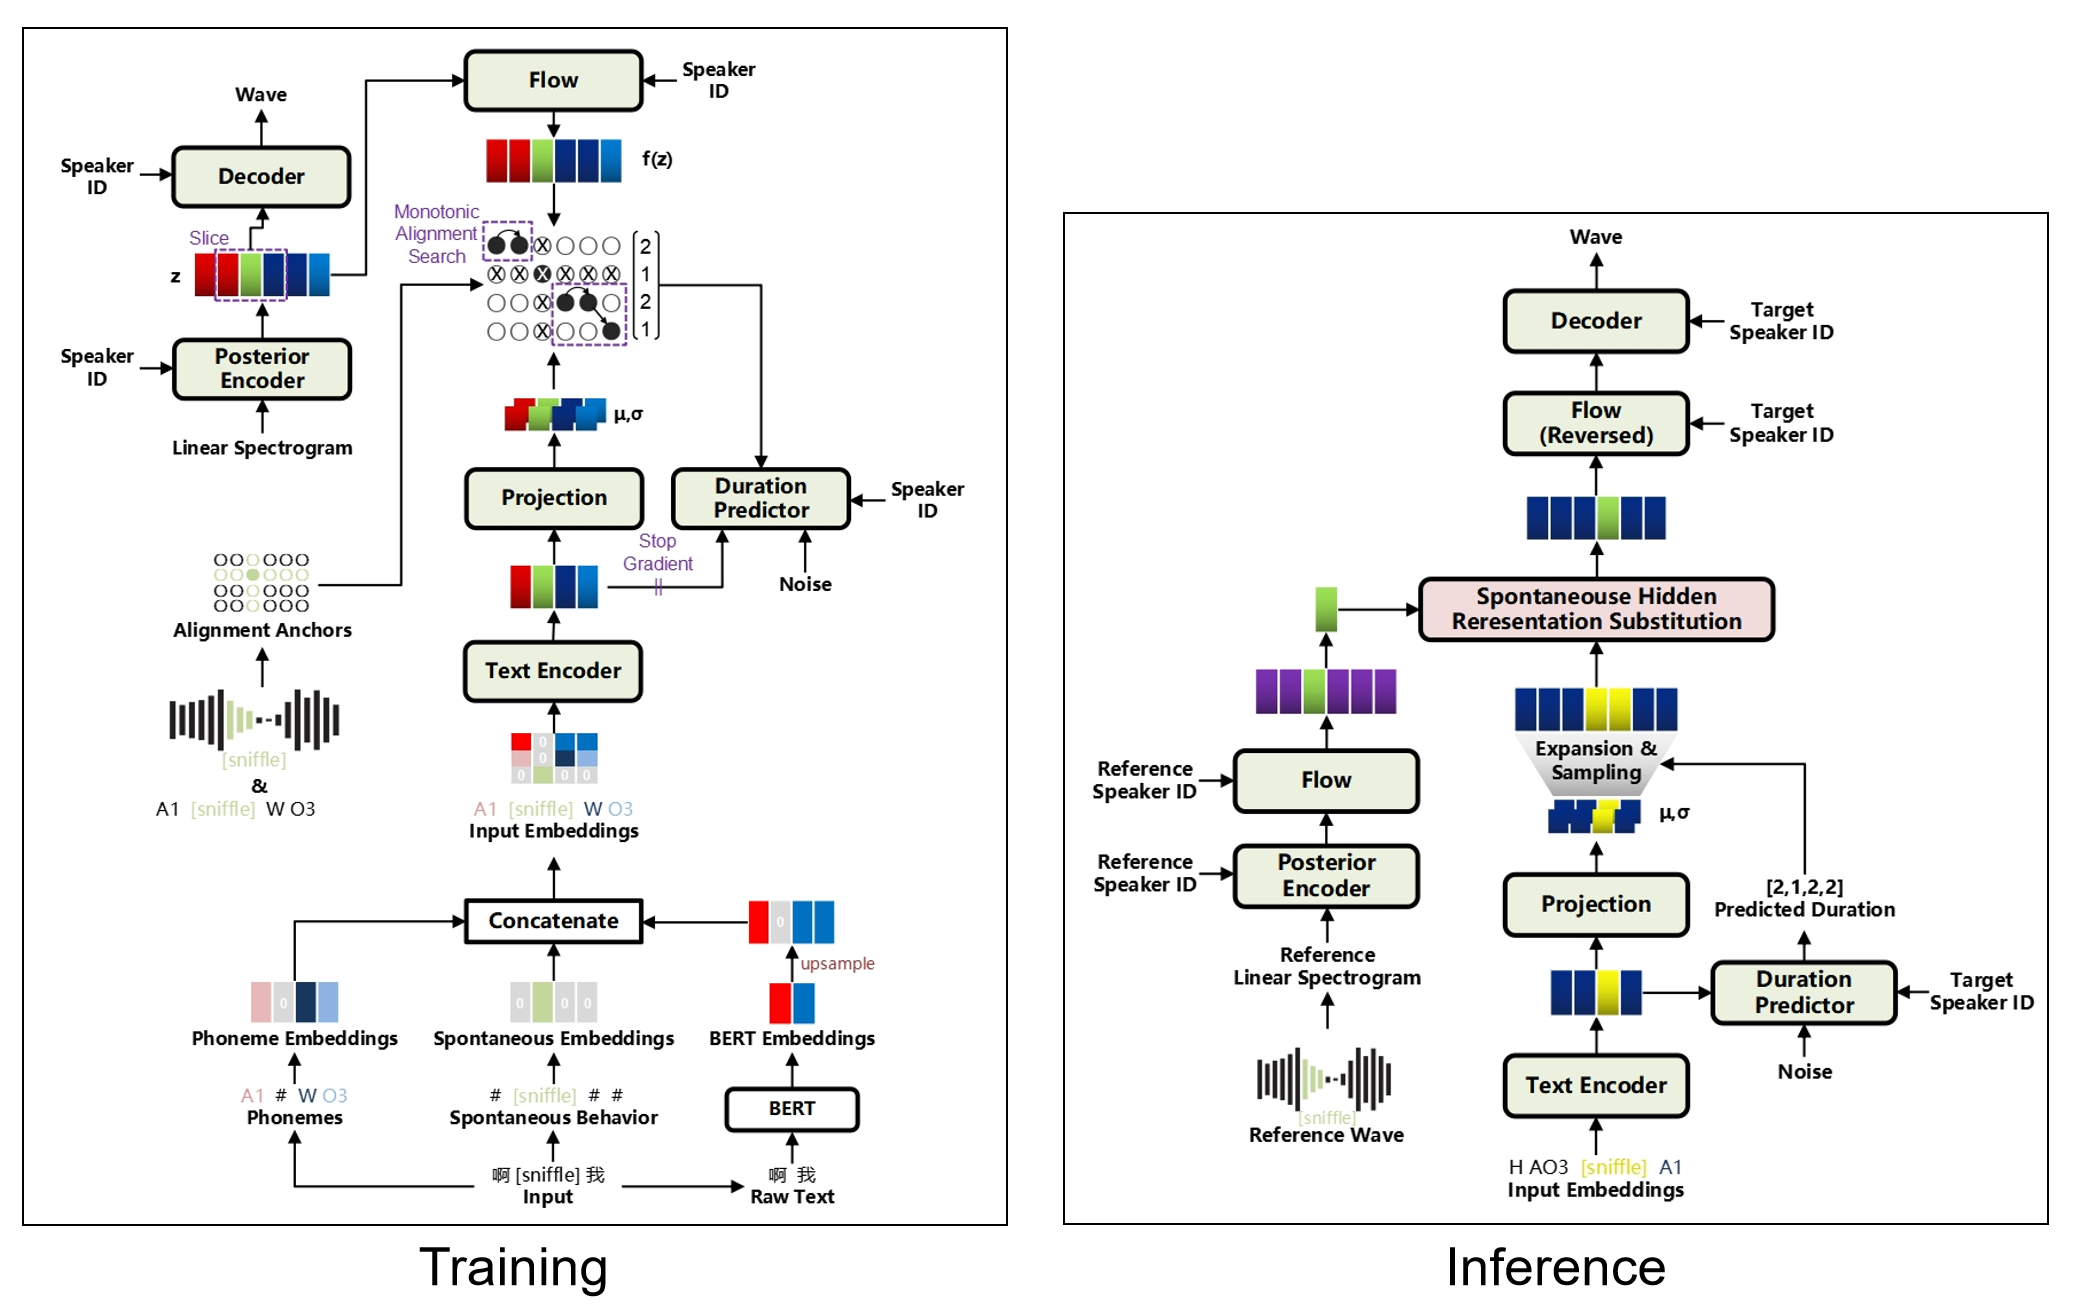 Flow
Speaker
ID
Wave
f(z)
Speaker
ID
Decoder
Monotonic
Alignment
Search
Slice
z
2
1
2
1
Speaker
ID
Posterior
Encoder
μ,σ
Linear Spectrogram
Projection
Duration
Predictor
Speaker
ID
Stop
Gradient
Noise
Alignment Anchors
Text Encoder
[sniffle]
&
A1 [sniffle] W O3
0
0
0 0 0
A1 [sniffle] W O3
Input Embeddings
Concatenate
0
upsample
0
0 0 0
Phoneme Embeddings
Spontaneous Embeddings
BERT Embeddings
A1 # W O3
Phonemes
# [sniffle] # #
Spontaneous Behavior
BERT
啊 [sniffle] 我
Input
啊 我
Raw Text
Training
Wave
Decoder
Target
Speaker ID
Flow
(Reversed)
Target
Speaker ID
Spontaneouse Hidden
Reresentation Substitution
Expansion &
Sampling
μ,σ
Reference
Speaker ID
Flow
Reference
Speaker ID
Posterior
Encoder
Reference
Linear Spectrogram
[sniffle]
Reference Wave
Projection
[2,1,2,2]
Predicted Duration
Duration
Predictor
Target
Speaker ID
Noise
Text Encoder
H AO3 [sniffle] A1
Input Embeddings
Inference